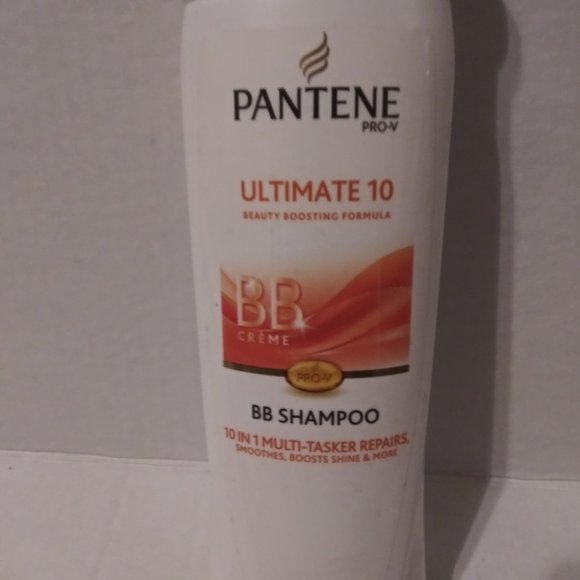 PANTENE
PRO-V
ULTIMATE 10
BEAUTY BOOSTING FORMULA
BB
CRÈME
PRO-V
BB SHAMPOO
10 IN 1 MULTI-TASKER REPAIRS,
SMOOTHES, BOOSTS SHINE & MORE